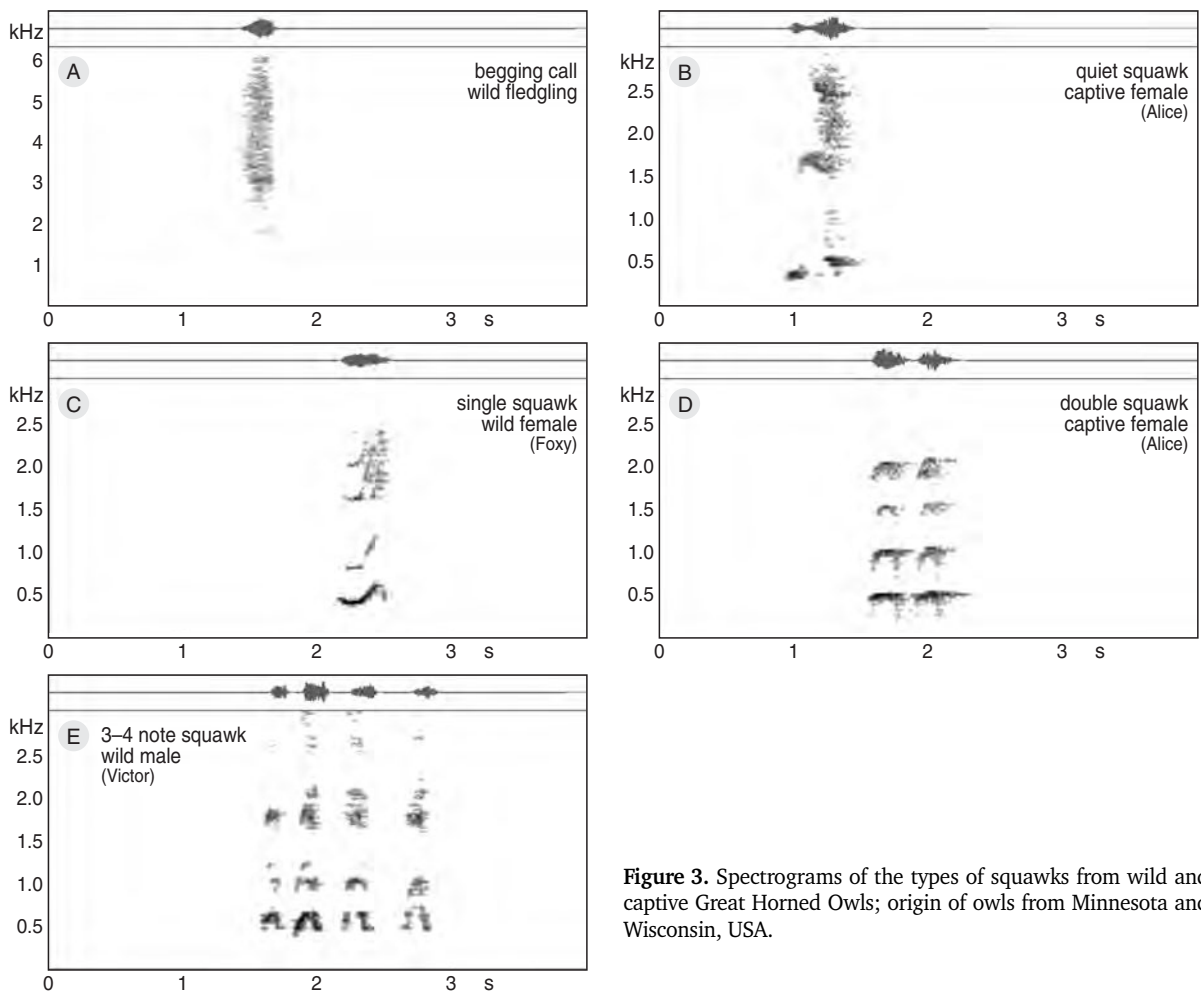 kHz
A
begging call
wild fledgling
6
5
4
3
2
1
0 1 2 3 s
kHz
B
quiet squawk
captive female
(Alice)
2.5
2.0
1.5
1.0
0.5
0 1 2 3 s
kHz
C
single squawk
wild female
(Foxy)
2.5
2.0
1.5
1.0
0.5
0 1 2 3 s
kHz
D
double squawk
captive female
(Alice)
2.5
2.0
1.5
1.0
0.5
0 1 2 3 s
kHz
E
3–4 note squawk
wild male
(Victor)
2.5
2.0
1.5
1.0
0.5
0 1 2 3 s
Figure 3. Spectrograms of the types of squawks from wild and
captive Great Horned Owls; origin of owls from Minnesota and
Wisconsin, USA.